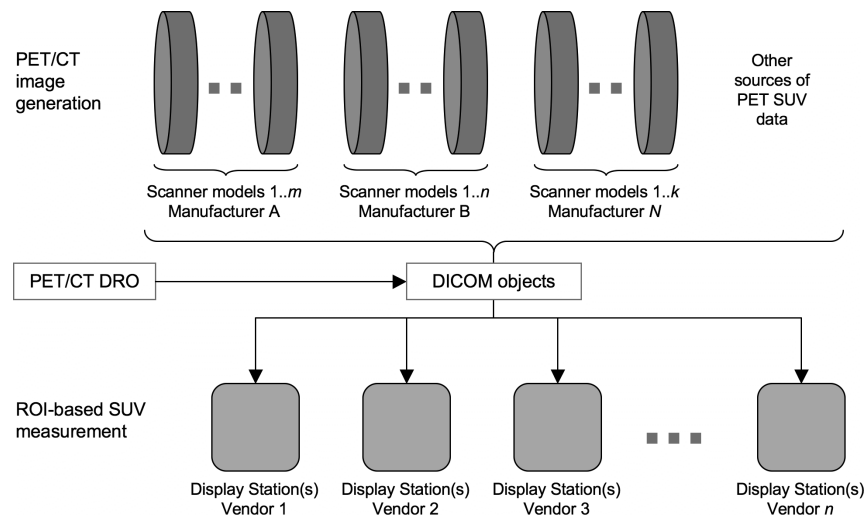 PET/CT
image
generation
Other
sources of
PET SUV
data
Scanner models 1..m
Manufacturer A
Scanner models 1..n
Manufacturer B
Scanner models 1..k
Manufacturer N
PET/CT DRO
DICOM objects
ROI-based SUV
measurement
Display Station(s)
Vendor 1
Display Station(s)
Vendor 2
Display Station(s)
Vendor 3
Display Station(s)
Vendor n